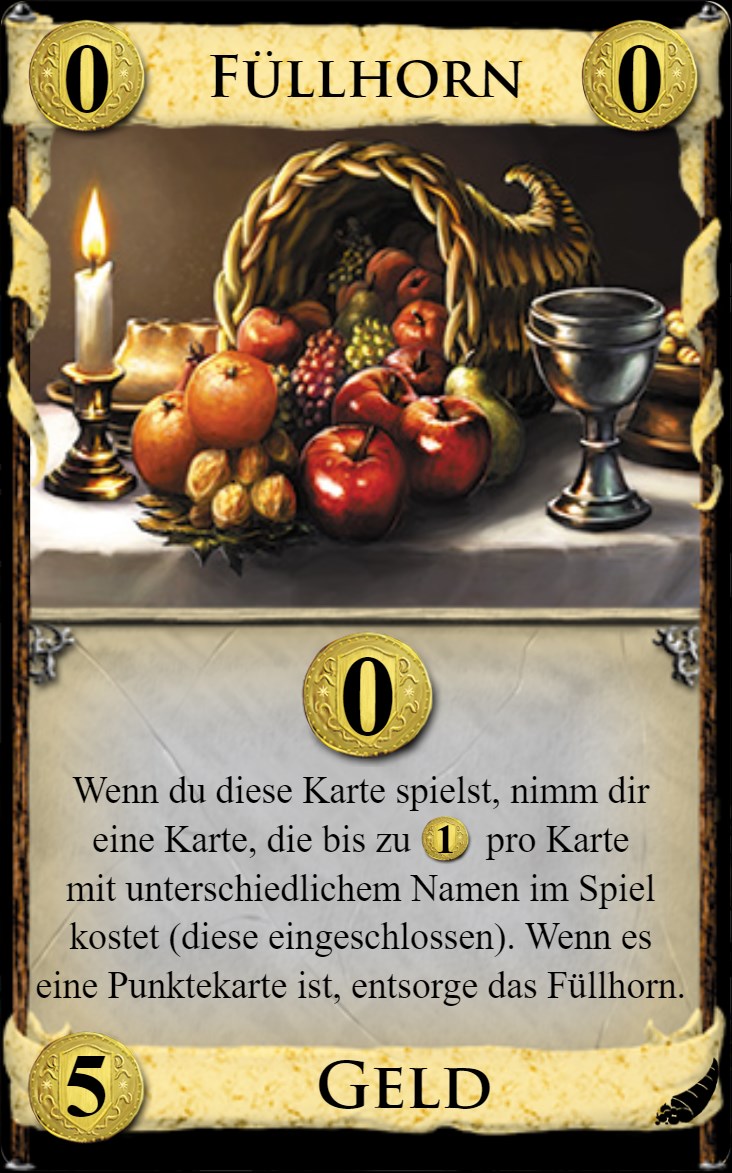 0 FÜLLHORN 0
0
Wenn du diese Karte spielst, nimm dir
eine Karte, die bis zu 1 pro Karte
mit unterschiedlichem Namen im Spiel
kostet (diese eingeschlossen). Wenn es
eine Punktekarte ist, entsorge das Füllhorn.
5 GELD